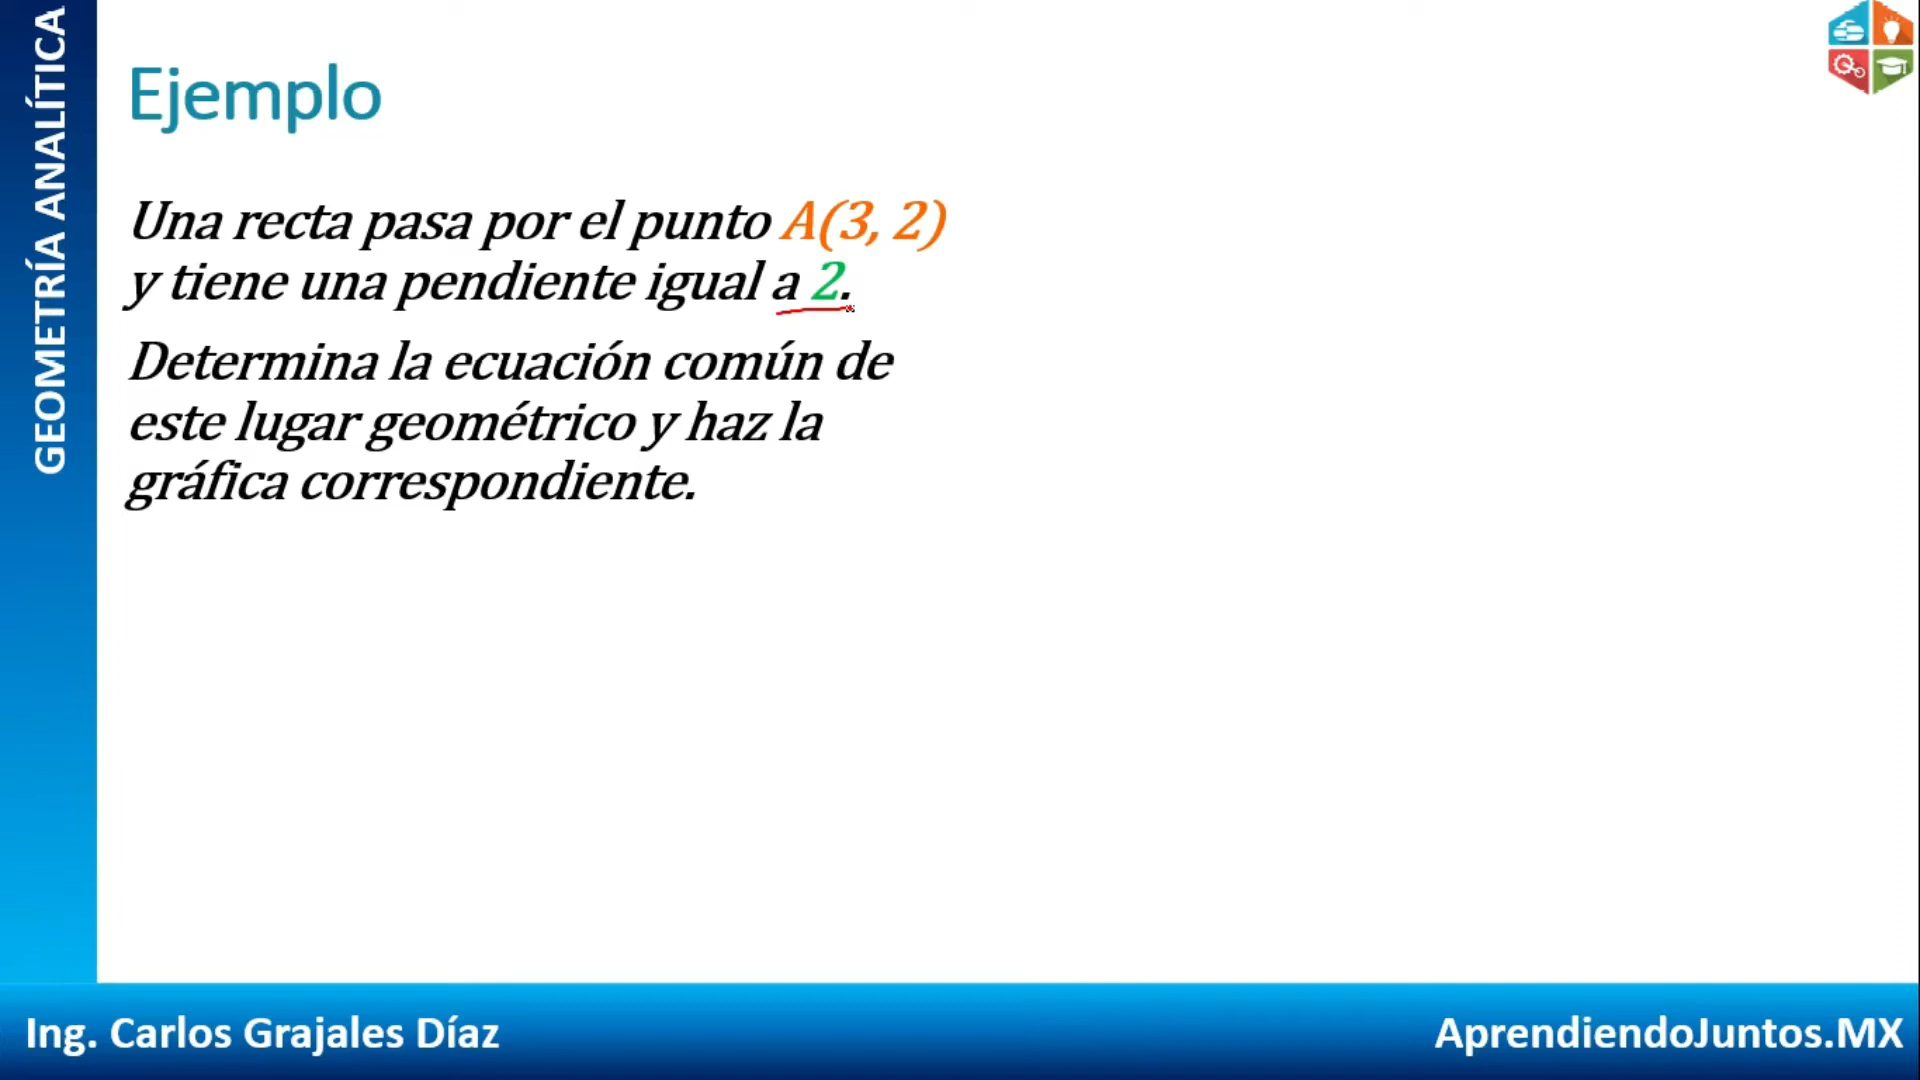 GEOMETRÍA ANALÍTICA
Ejemplo
Una recta pasa por el punto A(3, 2)
y tiene una pendiente igual a 2.
Determina la ecuación común de
este lugar geométrico y haz la
gráfica correspondiente.
Ing. Carlos Grajales Díaz
AprendiendoJuntos.MX